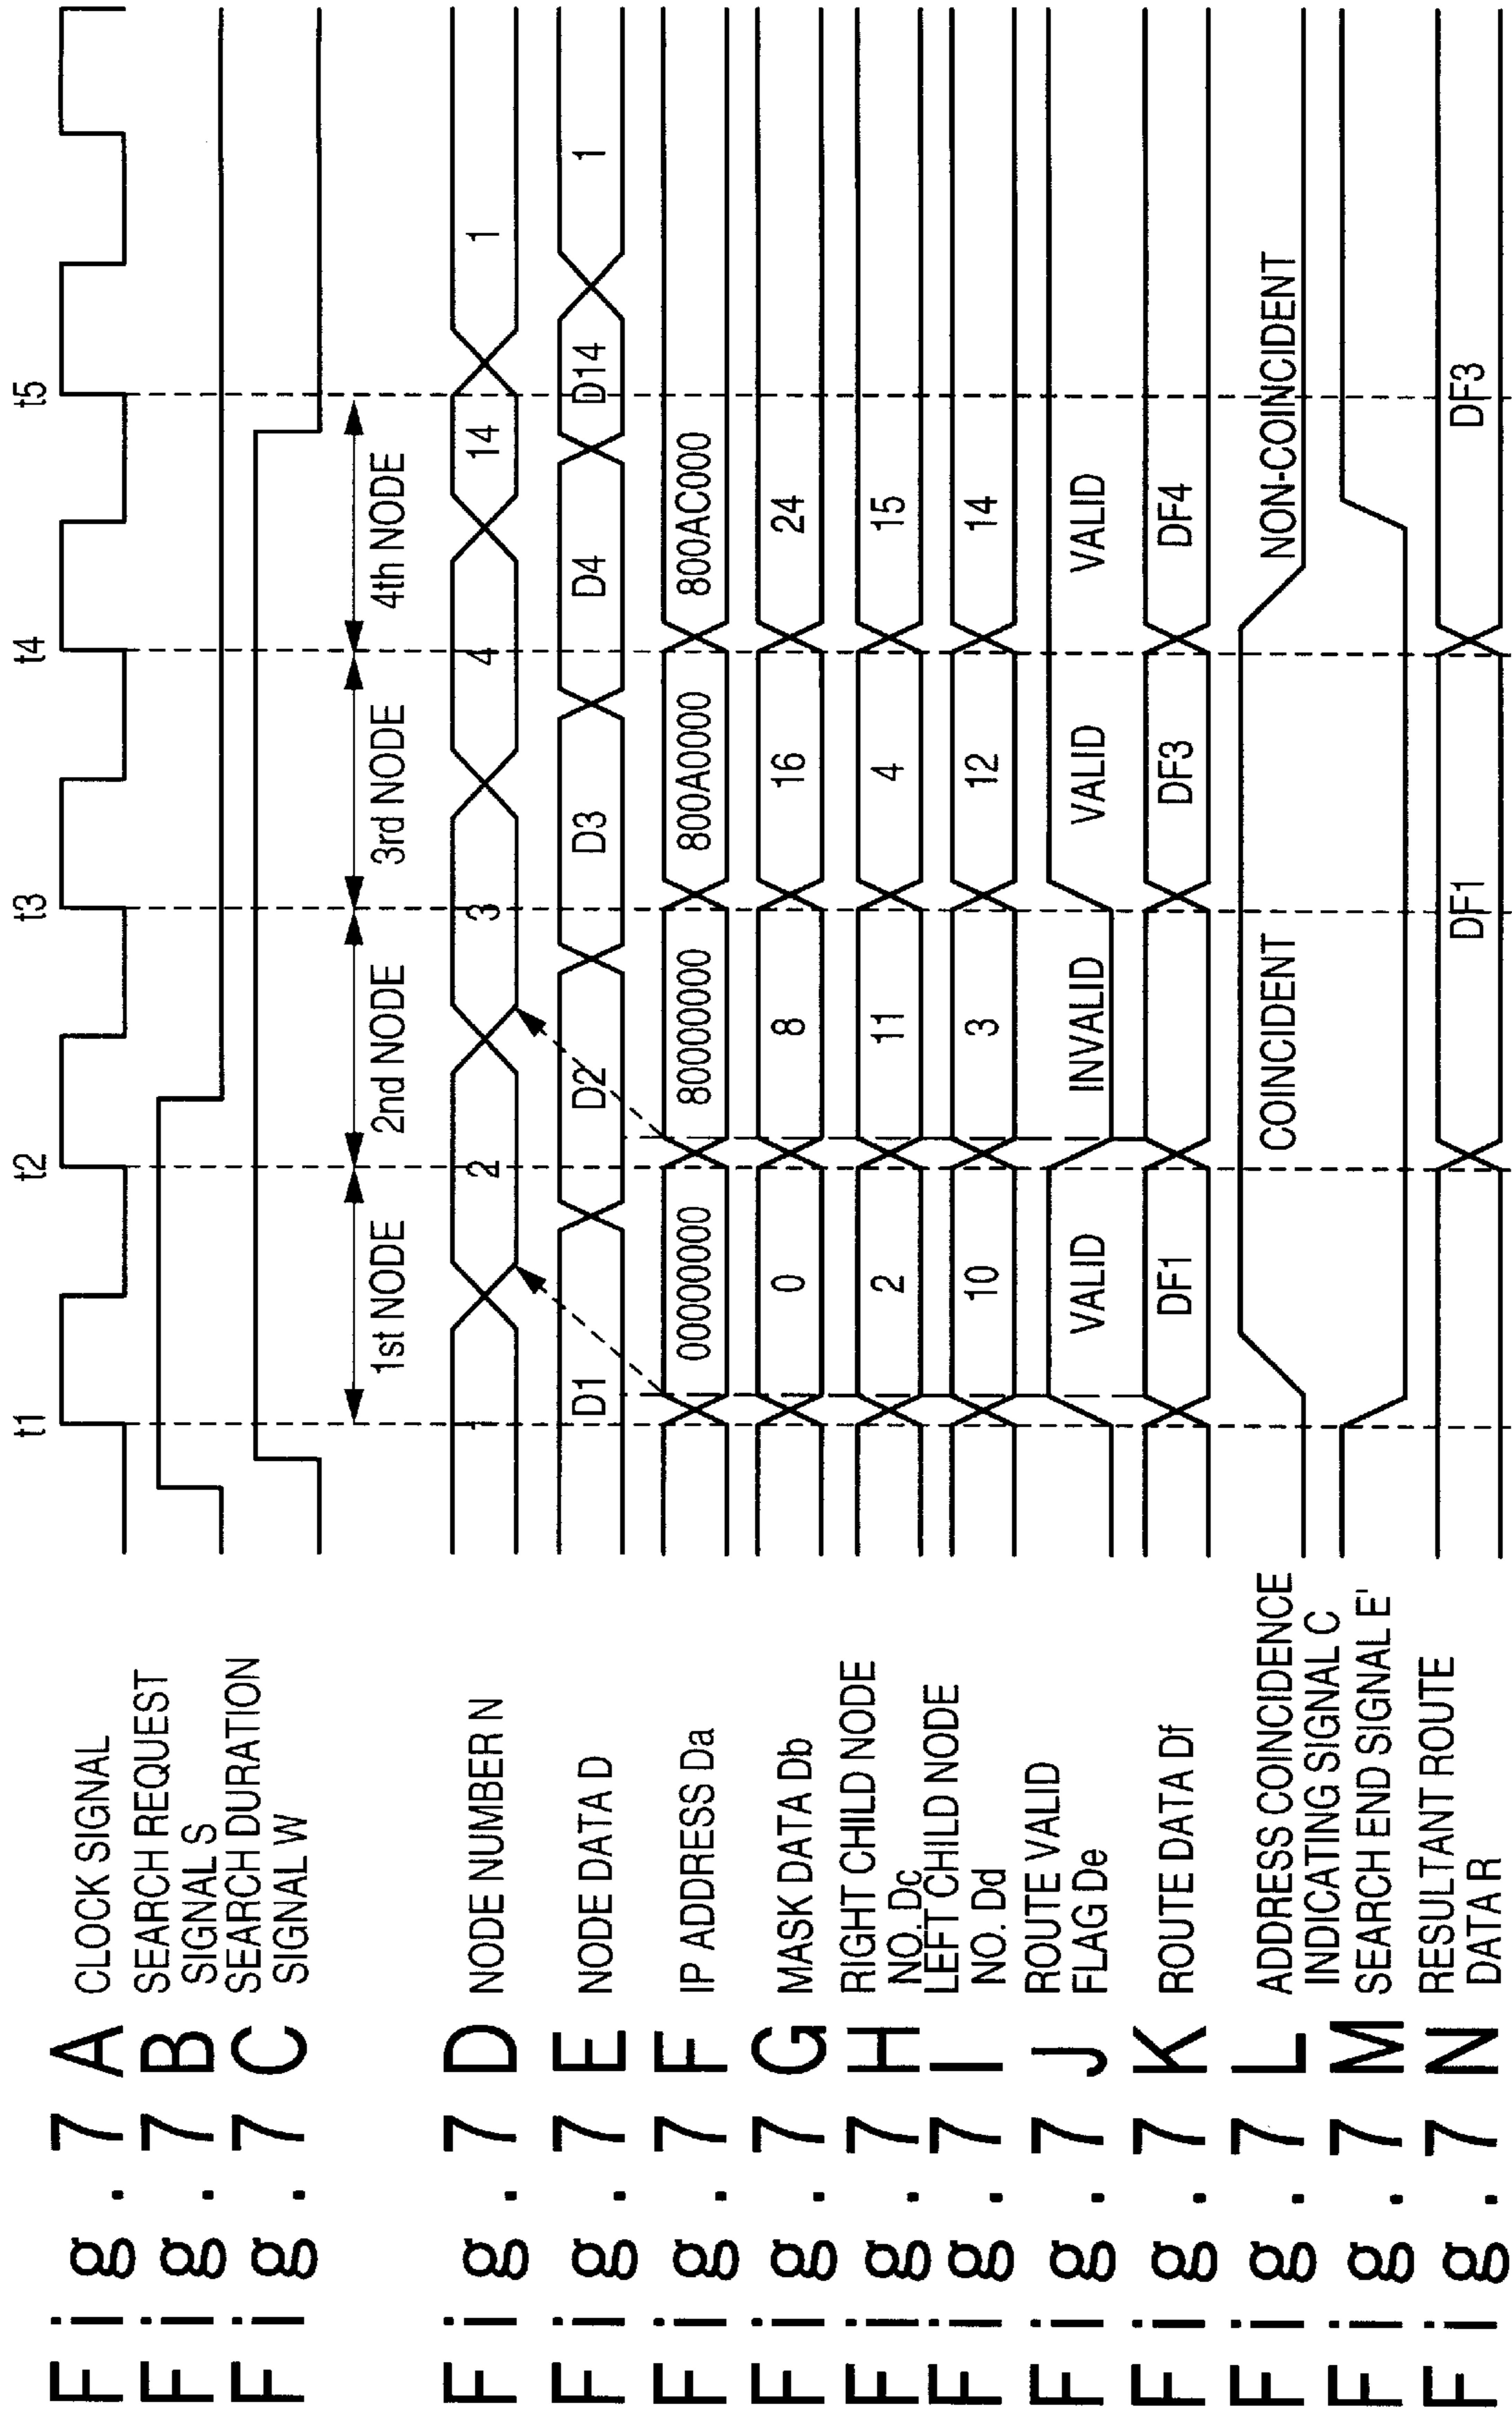 t1 t2 t3 t4 t5
Fig.7A CLOCK SIGNAL
Fig.7B SEARCH REQUEST
SIGNAL S
Fig.7C SEARCH DURATION
SIGNAL W
1st NODE 2nd NODE 3rd NODE 4th NODE
Fig.7D NODE NUMBER N 1 2 3 4 14 1
Fig.7E NODE DATA D D1 D2 D3 D4 D14 1
Fig.7F IP ADDRESS Da 00000000 80000000 800A0000 800AC000
Fig.7G MASK DATA Db 0 8 16 24
Fig.7H RIGHT CHILD NODE
NO. Dc 2 11 4 15
Fig.7I LEFT CHILD NODE
NO. Dd 10 3 12 14
Fig.7J ROUTE VALID
FLAG De VALID INVALID VALID VALID
Fig.7K ROUTE DATA Df DF1 DF3 DF4
Fig.7L ADDRESS COINCIDENCE
INDICATING SIGNAL C COINCIDENT NON-COINCIDENT
Fig.7M SEARCH END SIGNAL E'
Fig.7N RESULTANT ROUTE
DATA R DF1 DF3